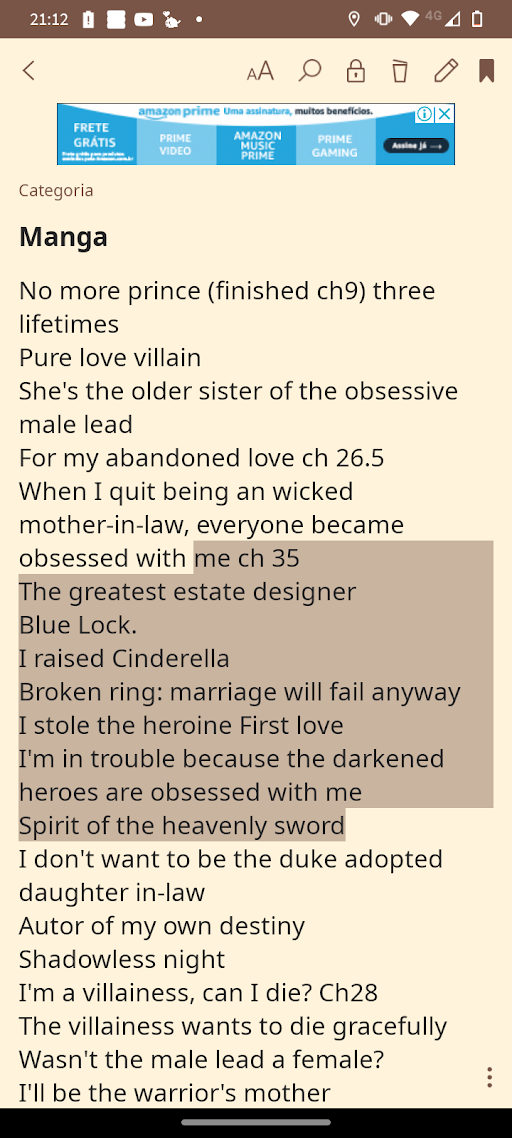 21:12
4G
amazon prime Uma assinatura, muitos benefícios.
FRETE
GRÁTIS
PRIME
VIDEO
AMAZON
MUSIC
PRIME
PRIME
GAMING
Assine já →
Categoria
Manga
No more prince (finished ch9) three
lifetimes
Pure love villain
She's the older sister of the obsessive
male lead
For my abandoned love ch 26.5
When I quit being an wicked
mother-in-law, everyone became
obsessed with me ch 35
The greatest estate designer
Blue Lock.
I raised Cinderella
Broken ring: marriage will fail anyway
I stole the heroine First love
I'm in trouble because the darkened
heroes are obsessed with me
Spirit of the heavenly sword
I don't want to be the duke adopted
daughter in-law
Autor of my own destiny
Shadowless night
I'm a villainess, can I die? Ch28
The villainess wants to die gracefully
Wasn't the male lead a female?
I'll be the warrior's mother